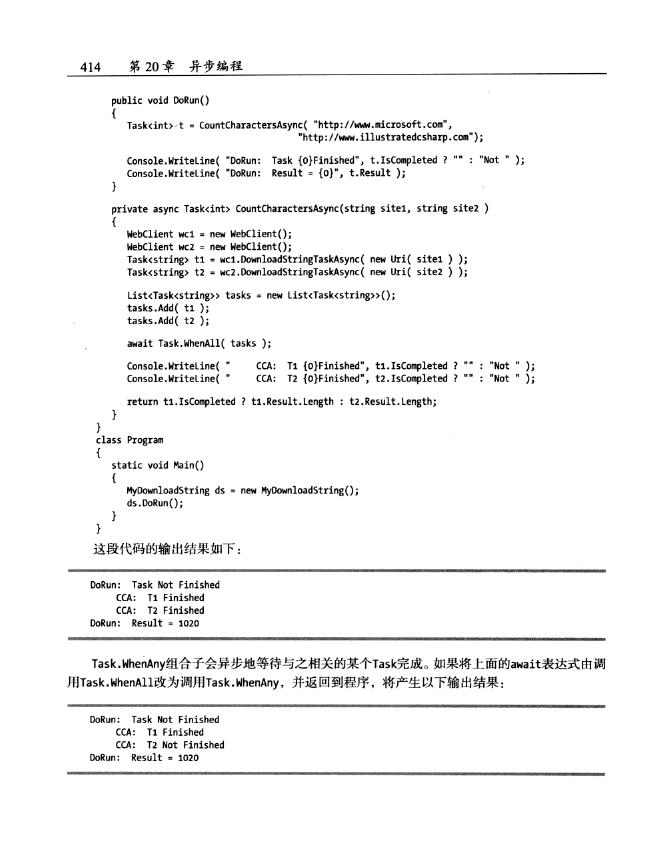 414 第20章 异步编程
public void DoRun()
{
Task<int> t = CountCharactersAsync( "http://www.microsoft.com",
"http://www.illustratedcsharp.com");
Console.WriteLine( "DoRun:  Task {0}Finished", t.IsCompleted ? "" : "Not " );
Console.WriteLine( "DoRun:  Result = {0}", t.Result );
}
private async Task<int> CountCharactersAsync(string site1, string site2 )
{
WebClient wc1 = new WebClient();
WebClient wc2 = new WebClient();
Task<string> t1 = wc1.DownloadStringTaskAsync( new Uri( site1 ) );
Task<string> t2 = wc2.DownloadStringTaskAsync( new Uri( site2 ) );
List<Task<string>> tasks = new List<Task<string>>();
tasks.Add( t1 );
tasks.Add( t2 );
await Task.WhenAll( tasks );
Console.WriteLine( "     CCA:  T1 {0}Finished", t1.IsCompleted ? "" : "Not " );
Console.WriteLine( "     CCA:  T2 {0}Finished", t2.IsCompleted ? "" : "Not " );
return t1.IsCompleted ? t1.Result.Length : t2.Result.Length;
}
}
class Program
{
static void Main()
{
MyDownloadString ds = new MyDownloadString();
ds.DoRun();
}
}
这段代码的输出结果如下：
DoRun:  Task Not Finished
CCA:  T1 Finished
CCA:  T2 Finished
DoRun:  Result = 1020
Task.WhenAny组合子会异步地等待与之相关的某个Task完成。如果将上面的await表达式由调
用Task.WhenAll改为调用Task.WhenAny，并返回到程序，将产生以下输出结果：
DoRun:  Task Not Finished
CCA:  T1 Finished
CCA:  T2 Not Finished
DoRun:  Result = 1020